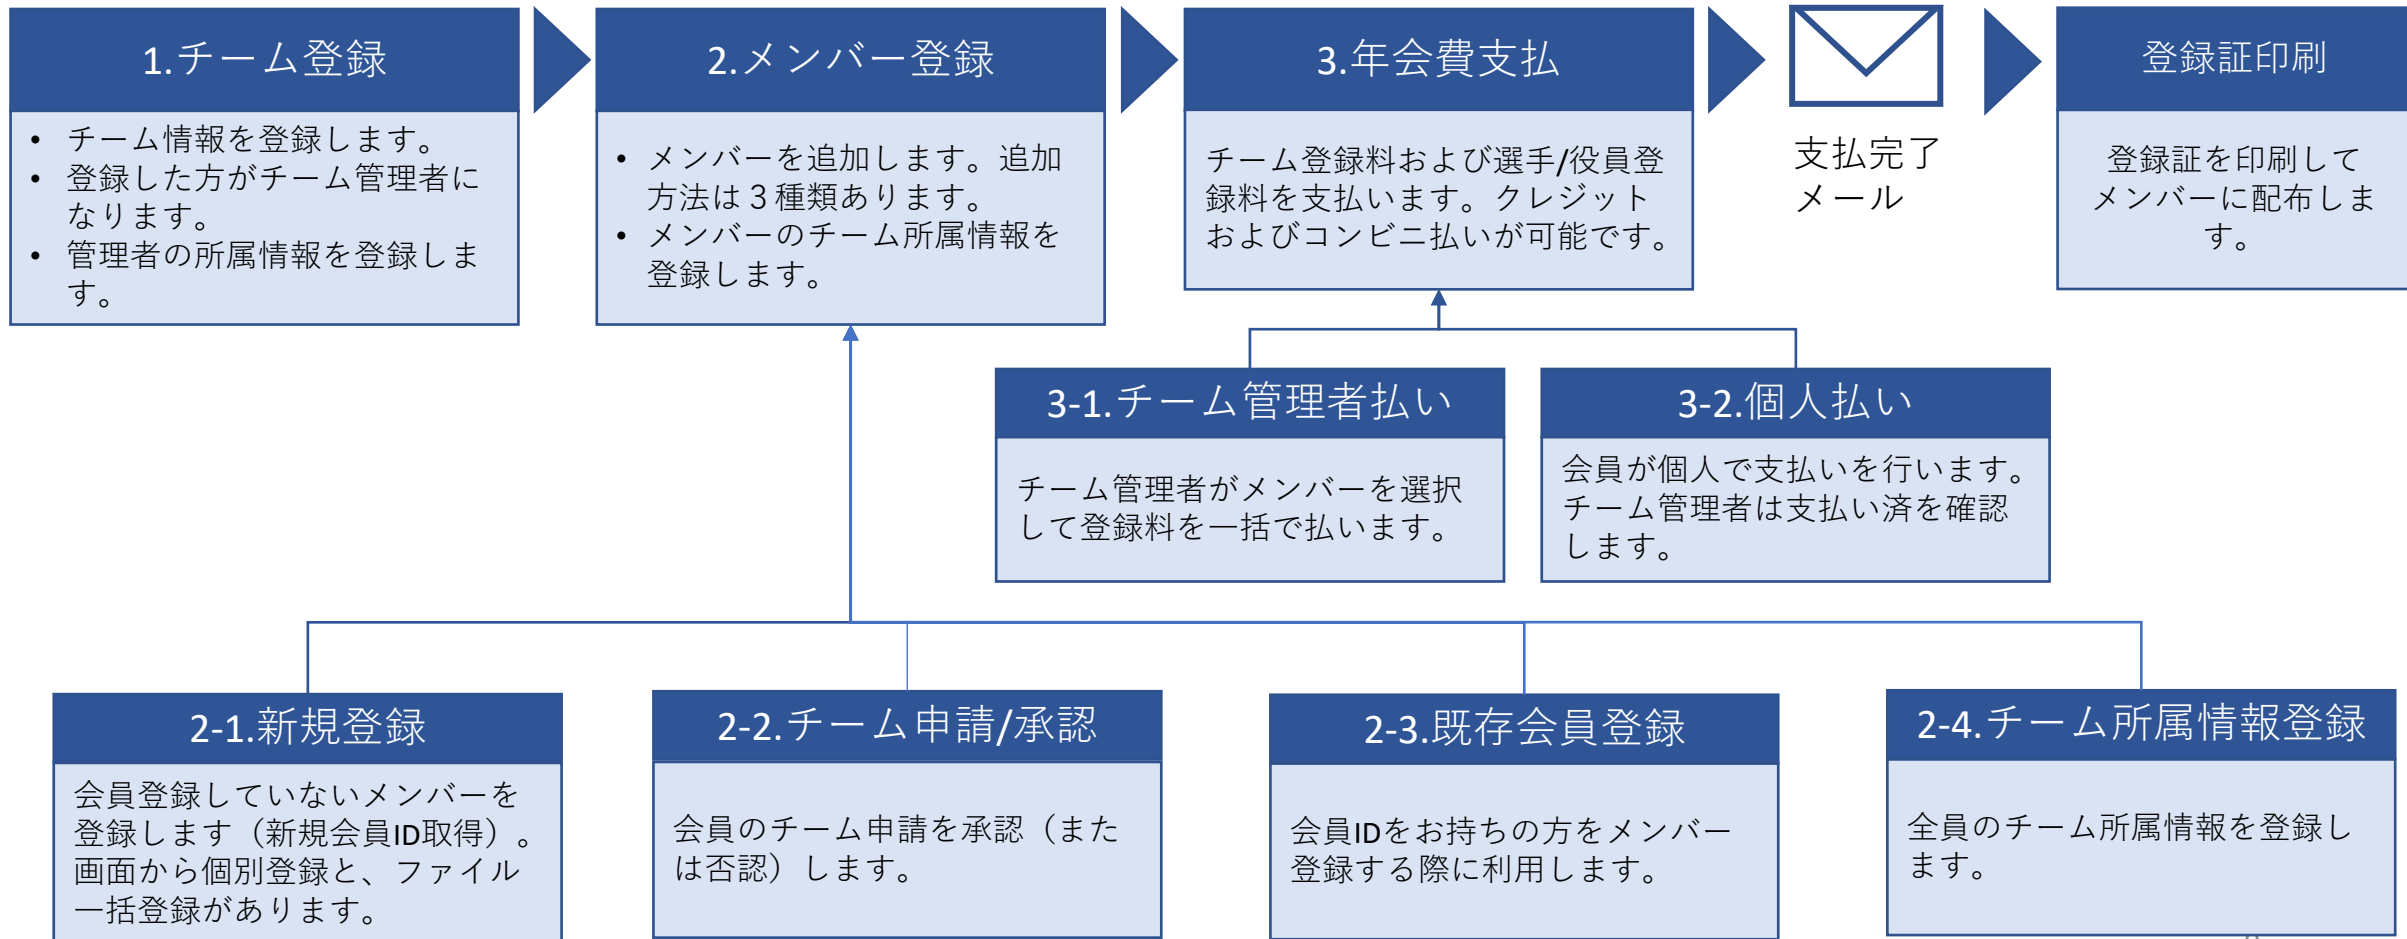 1.チーム登録
• チーム情報を登録します。
• 登録した方がチーム管理者に
なります。
• 管理者の所属情報を登録しま
す。
2.メンバー登録
• メンバーを追加します。追加
方法は３種類あります。
• メンバーのチーム所属情報を
登録します。
3.年会費支払
チーム登録料および選手/役員登
録料を支払います。クレジット
およびコンビニ払いが可能です。
支払完了
メール
登録証印刷
登録証を印刷して
メンバーに配布しま
す。
3-1.チーム管理者払い
チーム管理者がメンバーを選択
して登録料を一括で払います。
3-2.個人払い
会員が個人で支払いを行います。
チーム管理者は支払い済を確認
します。
2-1.新規登録
会員登録していないメンバーを
登録します（新規会員ID取得）。
画面から個別登録と、ファイル
一括登録があります。
2-2.チーム申請/承認
会員のチーム申請を承認（また
は否認）します。
2-3.既存会員登録
会員IDをお持ちの方をメンバー
登録する際に利用します。
2-4.チーム所属情報登録
全員のチーム所属情報を登録し
ます。